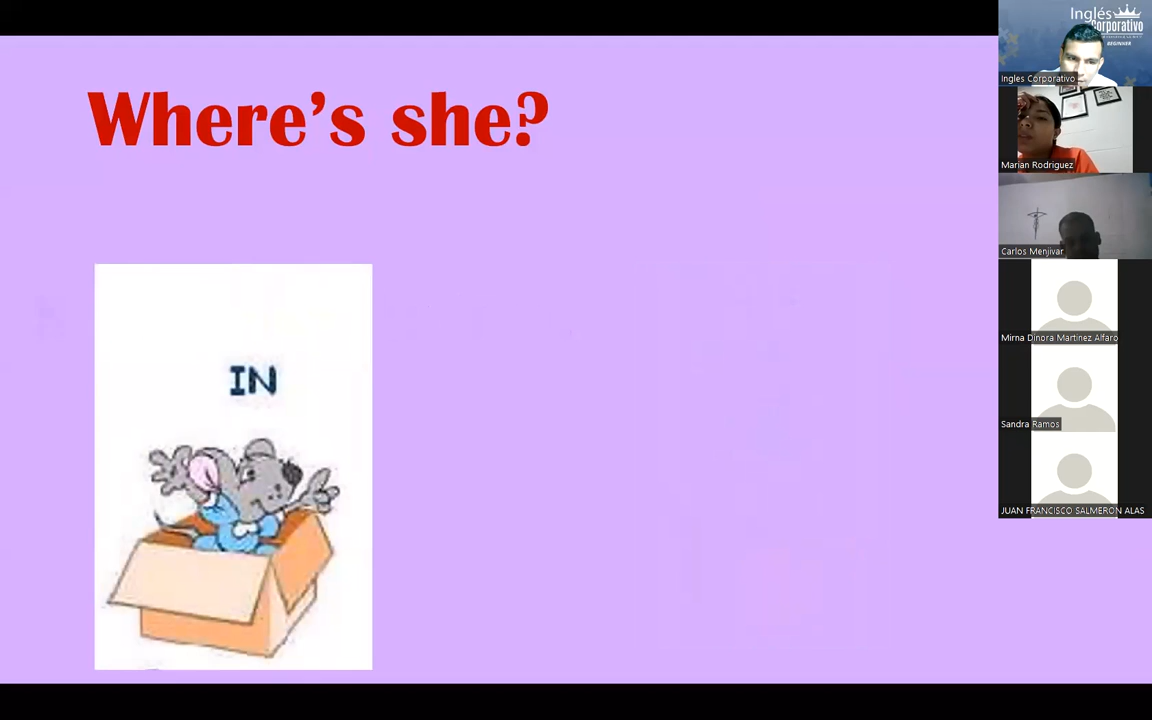 Where's she?
IN
Inglés
Corporativo
BEGINNER
Ingles Corporativo
Marian Rodriguez
Carlos Menjivar
Mirna Dinora Martinez Alfaro
Sandra Ramos
JUAN FRANCISCO SALMERON ALAS